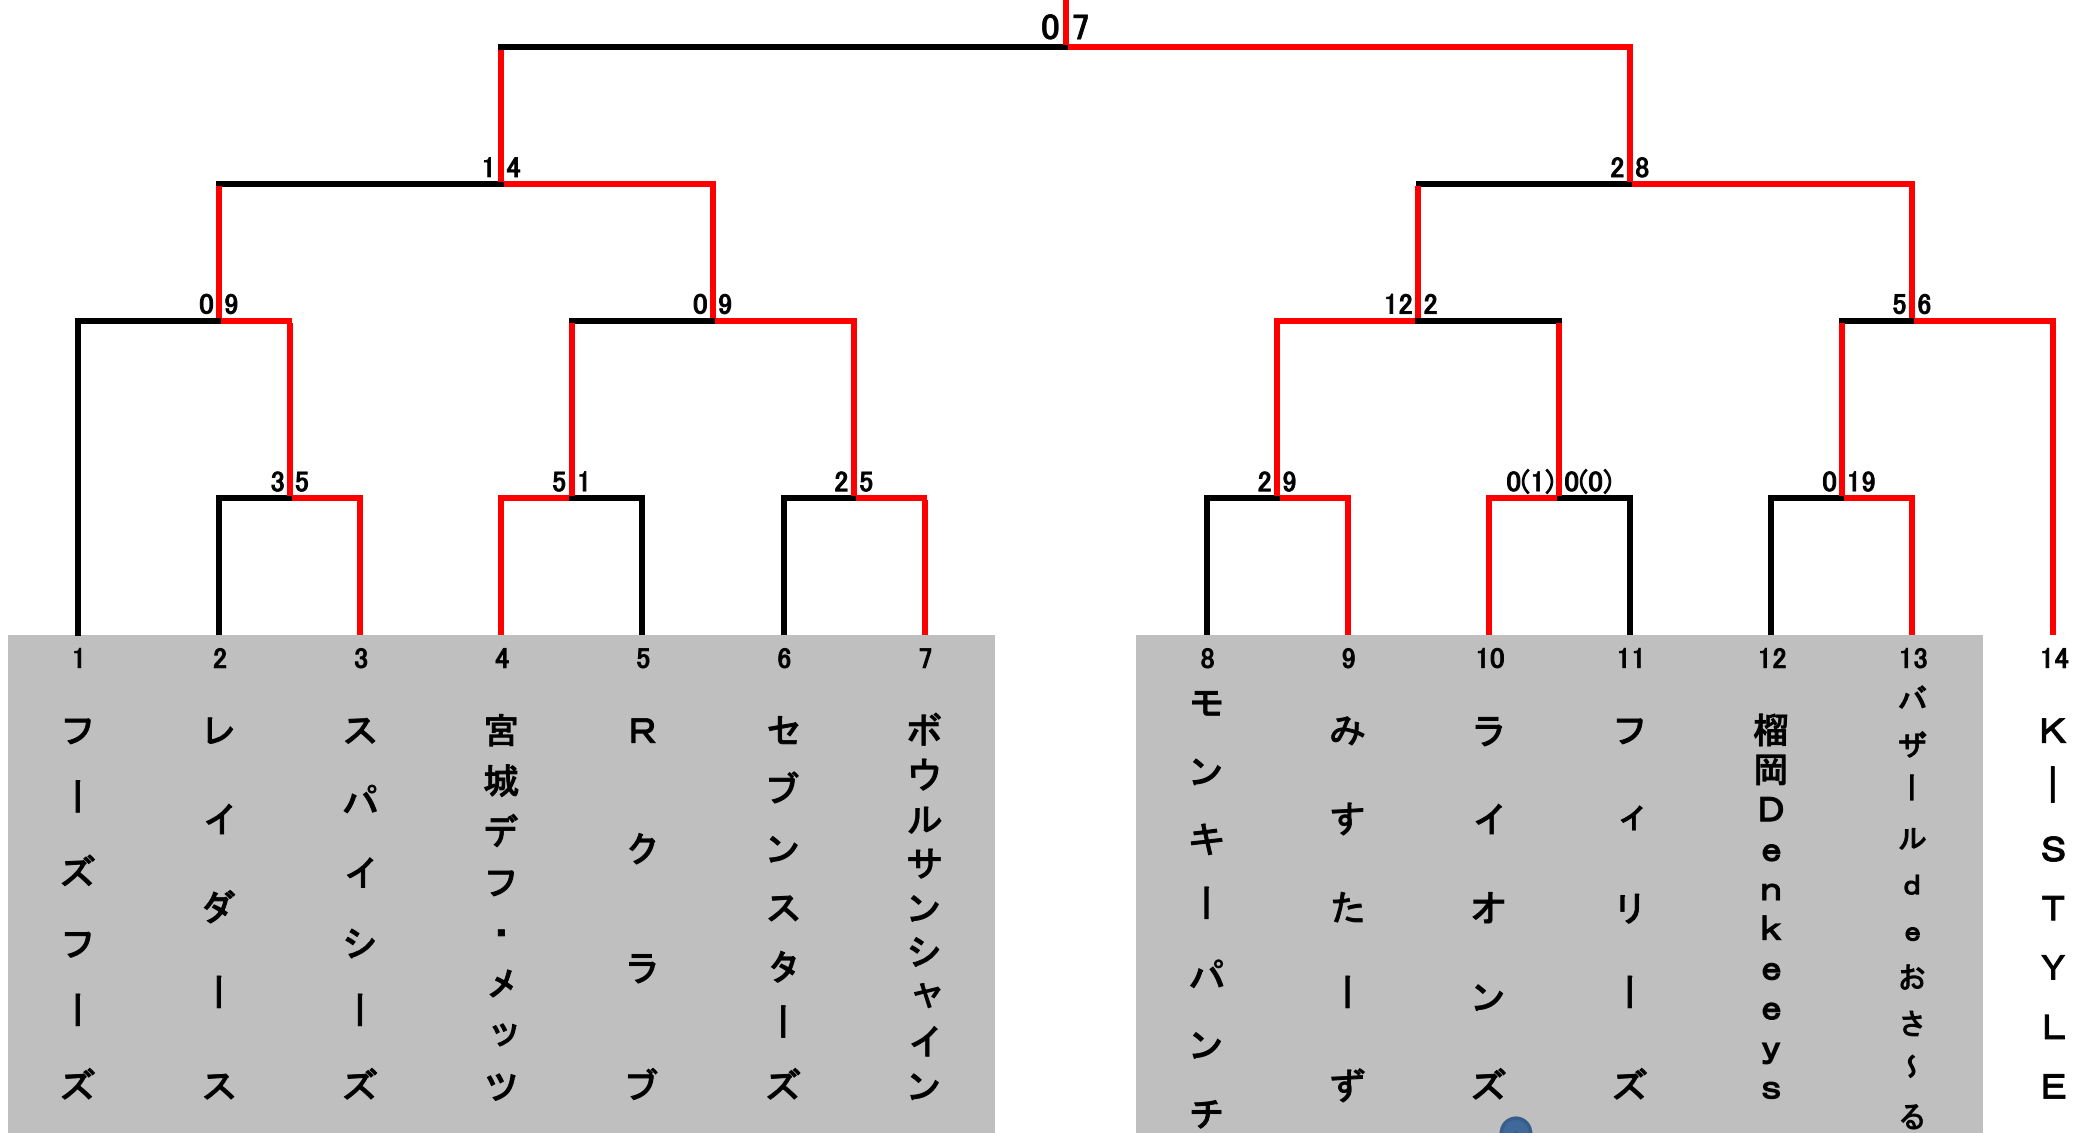 0 7
1 4
2 8
0 9
0 9
12 2
5 6
3 5
5 1
2 5
2 9
0(1) 0(0)
0 19
1
2
3
4
5
6
7
8
9
10
11
12
13
14
フーズフーズ
レイダース
スパイシーズ
宮城デフ・メッツ
Rクラブ
セブンスターズ
ボウルサンシャイン
モンキーパンチ
みすたーず
ライオンズ
フィリーズ
榴岡Denkeeys
バザールdeおさ～る
K―STYLE